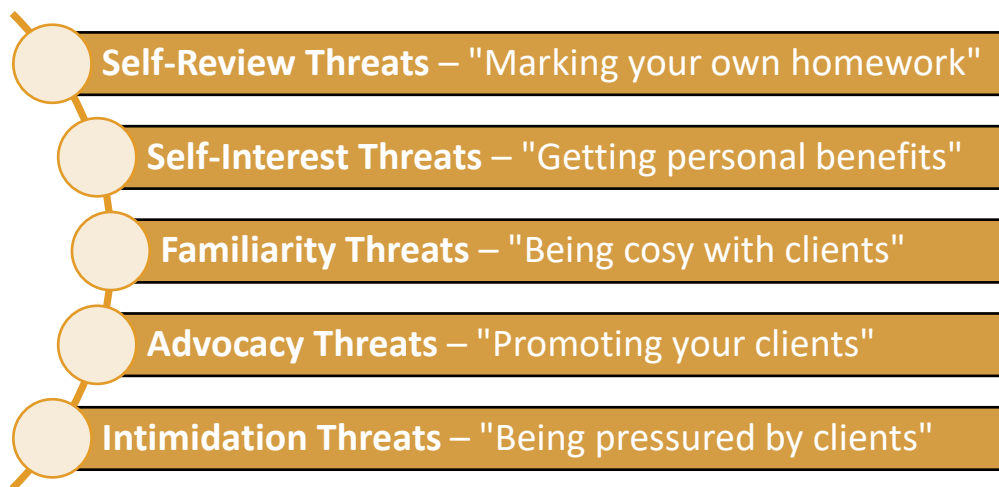 Self-Review Threats – "Marking your own homework"
Self-Interest Threats – "Getting personal benefits"
Familiarity Threats – "Being cosy with clients"
Advocacy Threats – "Promoting your clients"
Intimidation Threats – "Being pressured by clients"